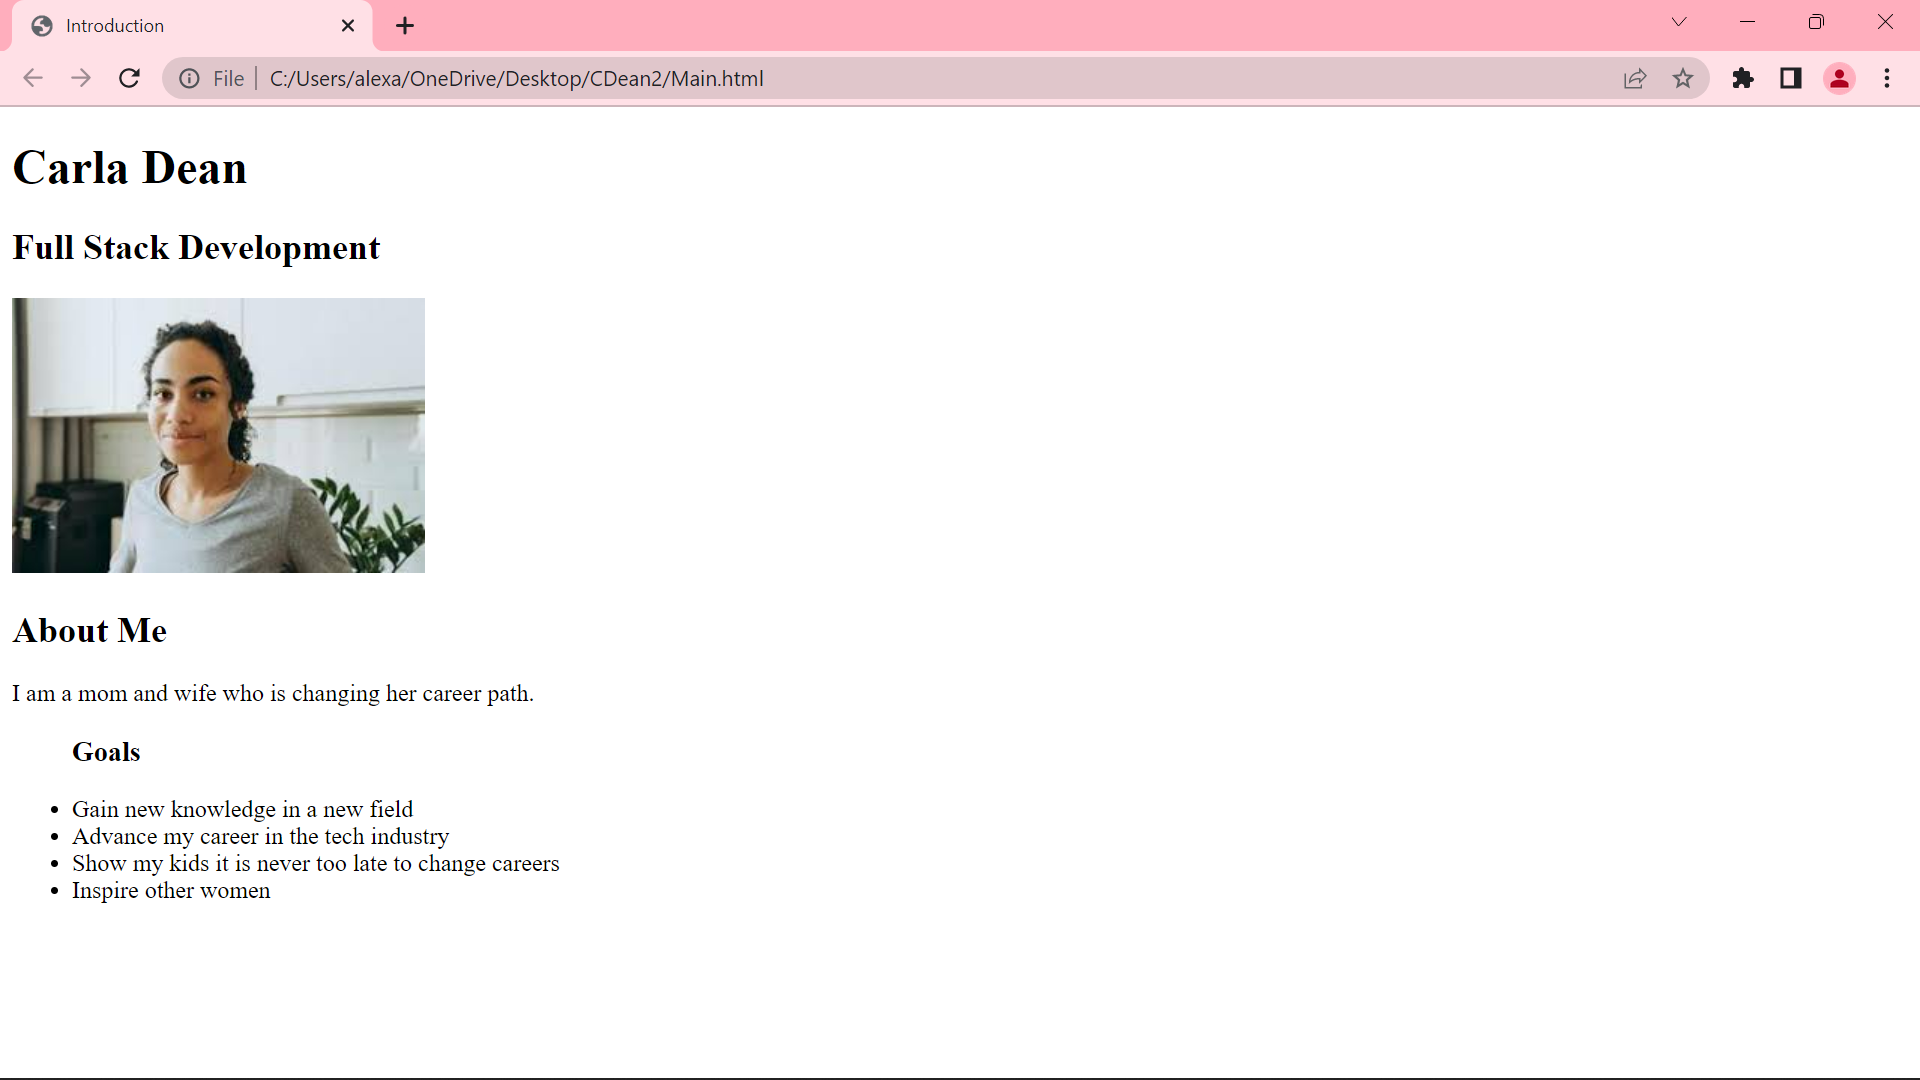 Introduction
File C:/Users/alexa/OneDrive/Desktop/CDean2/Main.html
Carla Dean
Full Stack Development
About Me
I am a mom and wife who is changing her career path.
Goals
• Gain new knowledge in a new field
• Advance my career in the tech industry
• Show my kids it is never too late to change careers
• Inspire other women